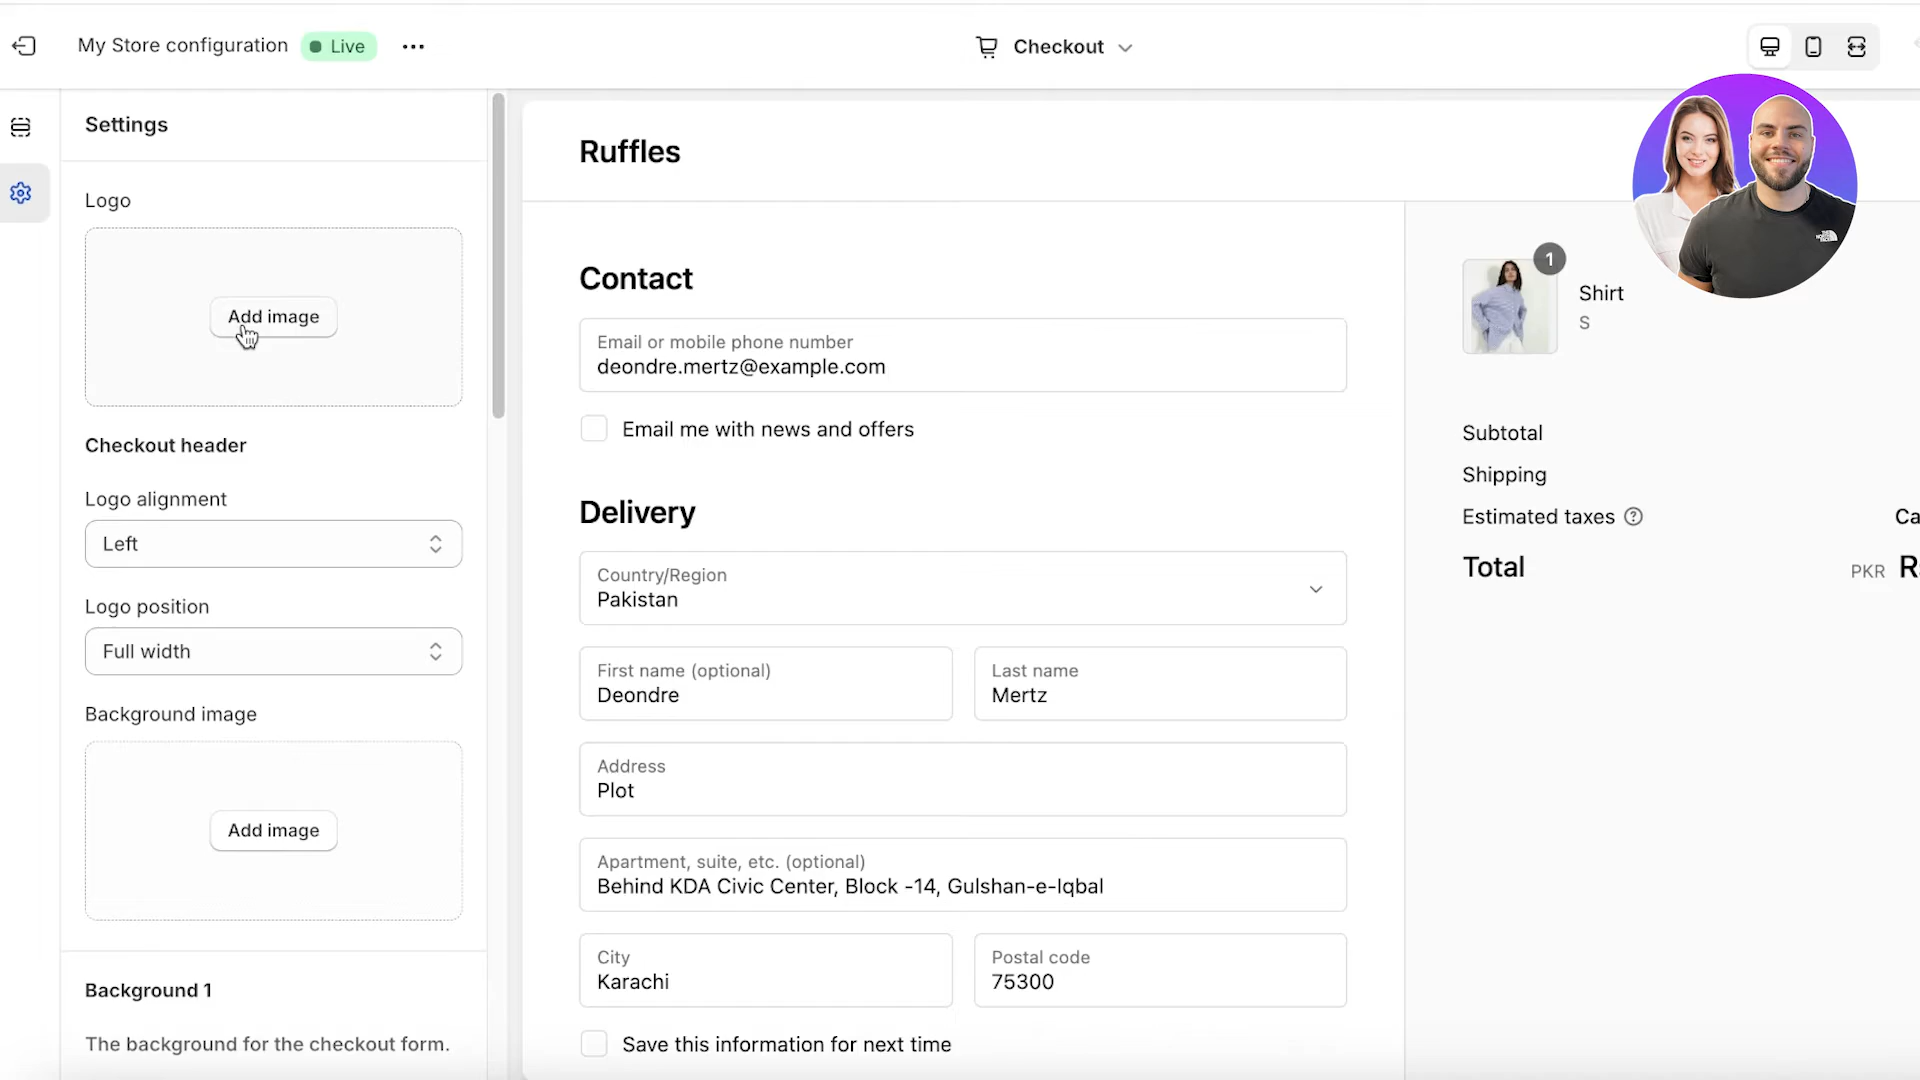 My Store configuration
Live
Checkout
Settings
Logo
Add image
Checkout header
Logo alignment
Left
Logo position
Full width
Background image
Add image
Background 1
The background for the checkout form.
Ruffles
Contact
Email or mobile phone number
deondre.mertz@example.com
Email me with news and offers
Delivery
Country/Region
Pakistan
First name (optional)
Deondre
Last name
Mertz
Address
Plot
Apartment, suite, etc. (optional)
Behind KDA Civic Center, Block -14, Gulshan-e-Iqbal
City
Karachi
Postal code
75300
Save this information for next time
1
Shirt
S
Subtotal
Shipping
Estimated taxes
Total
PKR